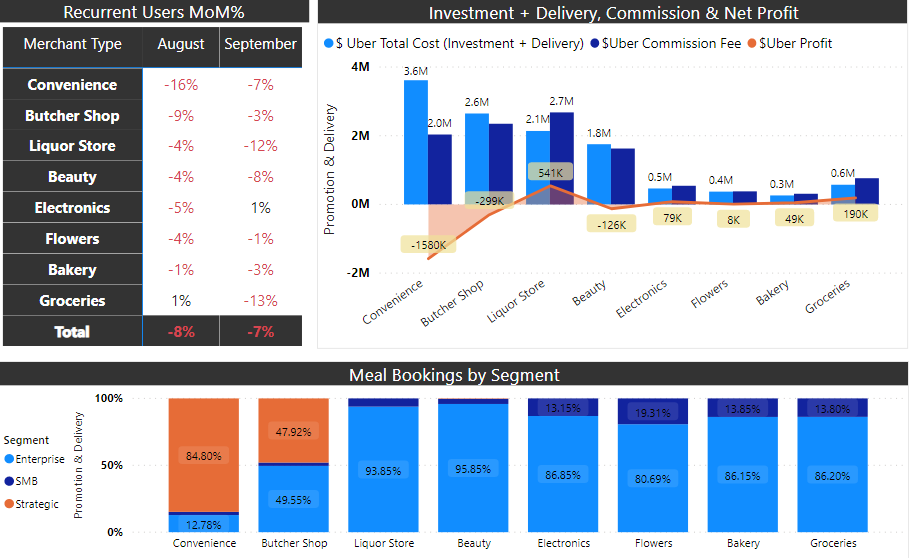 Recurrent Users MoM%
Merchant Type August September
Convenience -16% -7%
Butcher Shop -9% -3%
Liquor Store -4% -12%
Beauty -4% -8%
Electronics -5% 1%
Flowers -4% -1%
Bakery -1% -3%
Groceries 1% -13%
Total -8% -7%
Investment + Delivery, Commission & Net Profit
$ Uber Total Cost (Investment + Delivery) $Uber Commission Fee $Uber Profit
Promotion & Delivery
4M
2M
0M
-2M
3.6M
2.0M
2.6M
2.1M
2.7M
1.8M
0.5M
0.4M
0.3M
0.6M
-1580K
-299K
541K
-126K
79K
8K
49K
190K
Convenience
Butcher Shop
Liquor Store
Beauty
Electronics
Flowers
Bakery
Groceries
Meal Bookings by Segment
Segment
Enterprise
SMB
Strategic
Promotion & Delivery
100%
50%
0%
84.80%
12.78%
47.92%
49.55%
93.85%
95.85%
13.15%
86.85%
19.31%
80.69%
13.85%
86.15%
13.80%
86.20%
Convenience Butcher Shop Liquor Store Beauty Electronics Flowers Bakery Groceries